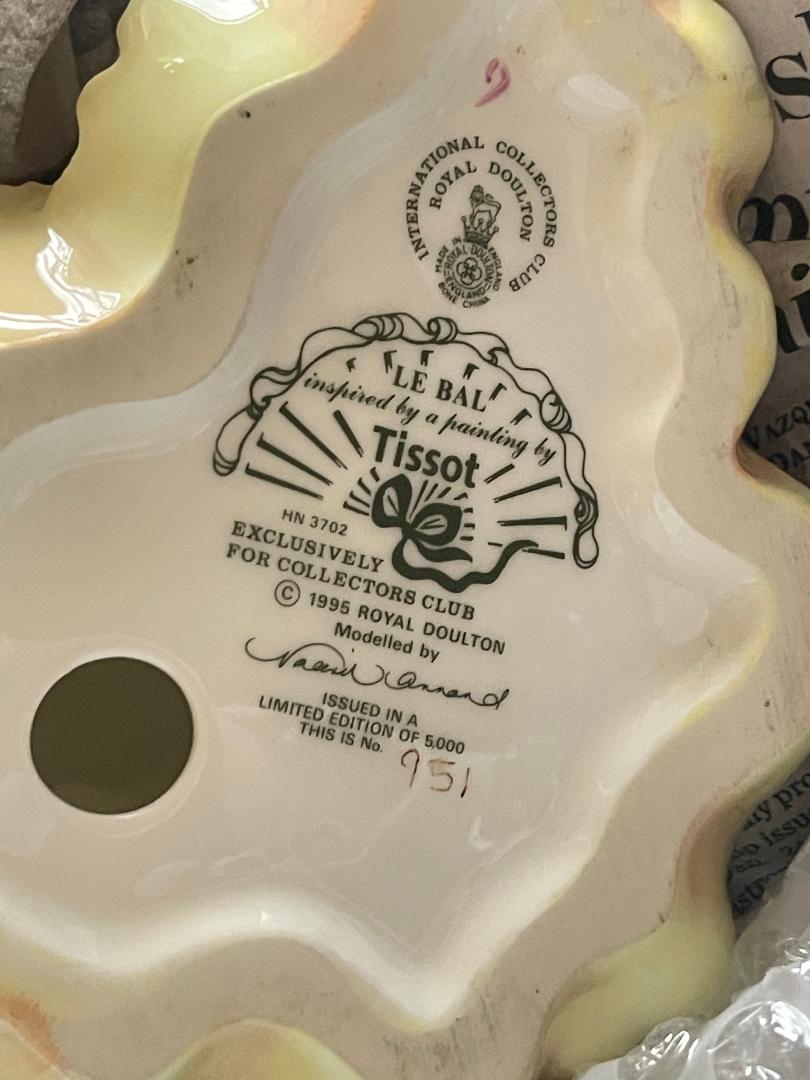 INTERNATIONAL COLLECTORS CLUB
ROYAL DOULTON
MADE IN ENGLAND
ROYAL DOULTON
ENGLAND
BONE CHINA
LE BAL
inspired by a painting by
Tissot
HN 3702
EXCLUSIVELY
FOR COLLECTORS CLUB
© 1995 ROYAL DOULTON
Modelled by
ISSUED IN A
LIMITED EDITION OF 5,000
THIS IS No. 951